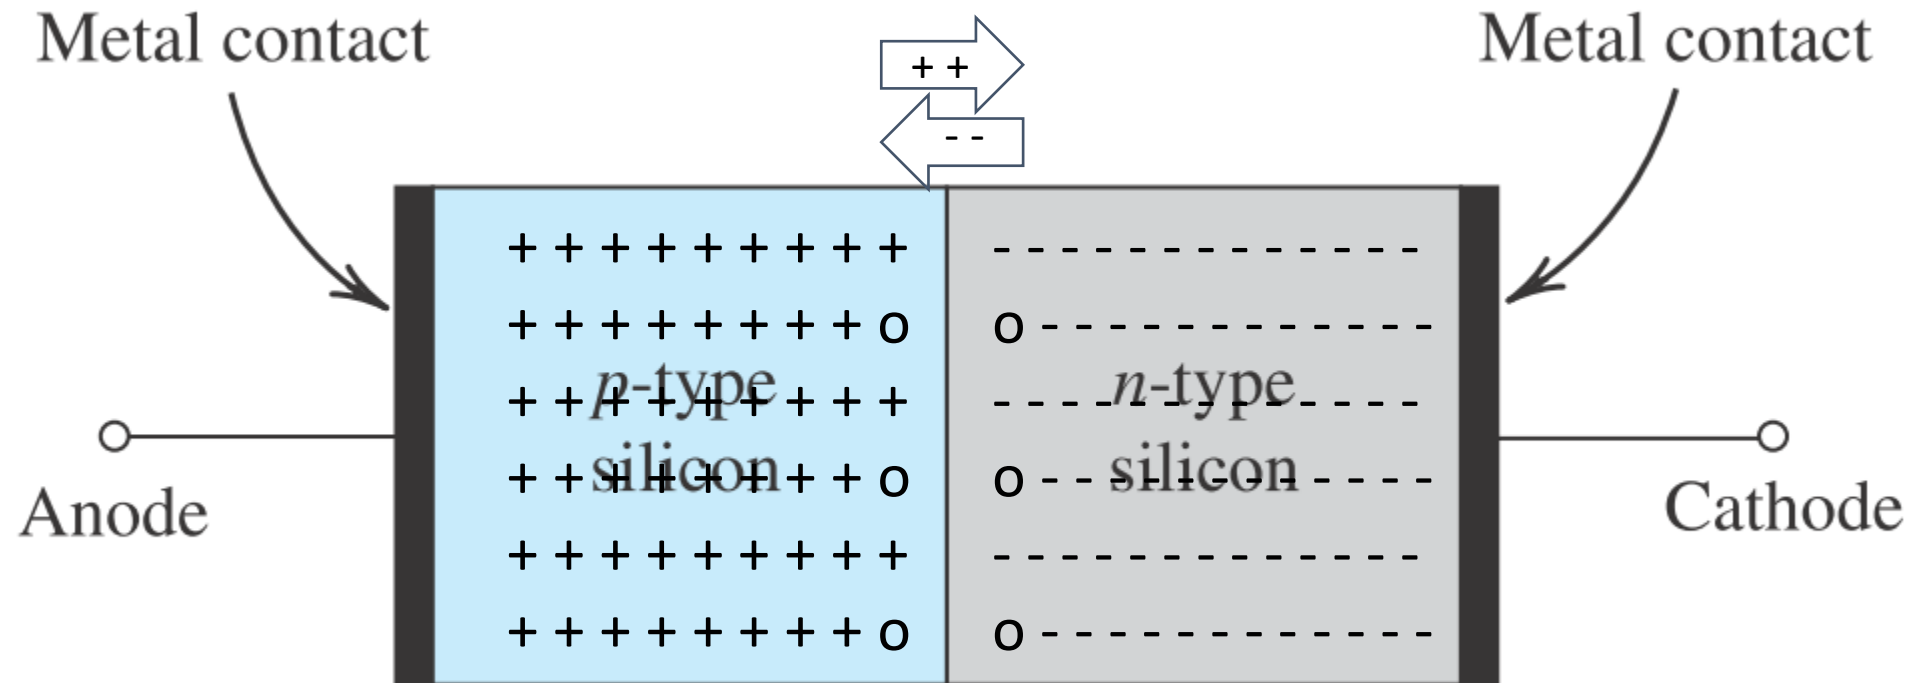 Metal contact
Metal contact
+ +
- -
+ + + + + + + + +
- - - - - - - - - - - - -
+ + + + + + + + o
o - - - - - - - - - - - -
p-type
n-type
+ + + + + + + + +
- - - - - - - - - - - - -
silicon
silicon
+ + + + + + + + o
o - - - - - - - - - - - -
Anode
Cathode
+ + + + + + + + +
- - - - - - - - - - - - -
+ + + + + + + + o
o - - - - - - - - - - - -